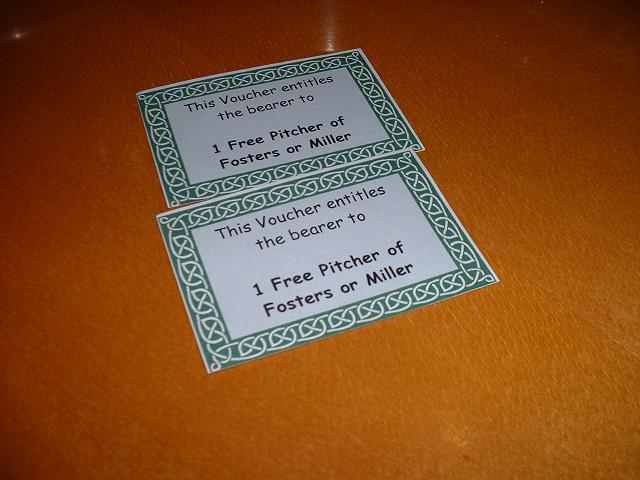 This Voucher entitles
the bearer to
1 Free Pitcher of
Fosters or Miller
This Voucher entitles
the bearer to
1 Free Pitcher of
Fosters or Miller